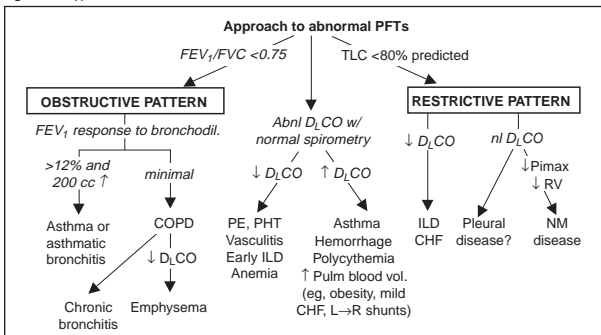 Approach to abnormal PFTs
FEV₁/FVC <0.75
TLC <80% predicted
OBSTRUCTIVE PATTERN
RESTRICTIVE PATTERN
FEV₁ response to bronchodil.
>12% and
200 cc ↑
minimal
Asthma or
asthmatic
bronchitis
COPD
↓ DLCO
Chronic
bronchitis
Emphysema
Abnl DLCO w/
normal spirometry
↓ DLCO
↑ DLCO
PE, PHT
Vasculitis
Early ILD
Anemia
Asthma
Hemorrhage
Polycythemia
↑ Pulm blood vol.
(eg, obesity, mild
CHF, L→R shunts)
↓ DLCO
nl DLCO
↓Pimax
↓ RV
ILD
CHF
Pleural
disease?
NM
disease